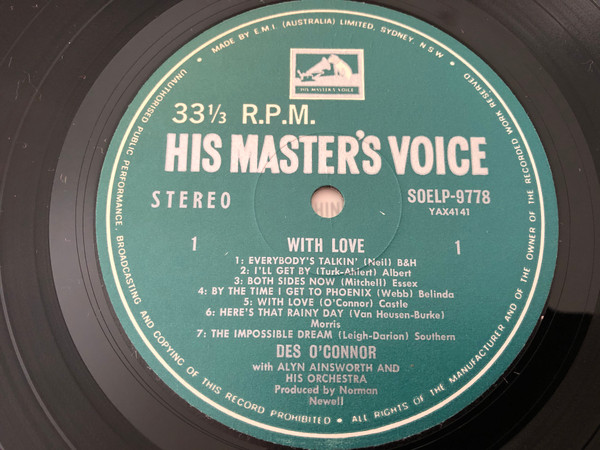 • MADE BY E.M.I. (AUSTRALIA) LIMITED, SYDNEY, N·S·W •
HIS MASTER'S VOICE
33⅓ R.P.M.
HIS MASTER'S VOICE
STEREO
SOELP-9778
YAX4141
1 WITH LOVE 1
1: EVERYBODY'S TALKIN' (Neil) B&H
2: I'LL GET BY (Turk-Ahlert) Albert
3: BOTH SIDES NOW (Mitchell) Essex
4: BY THE TIME I GET TO PHOENIX (Webb) Belinda
5: WITH LOVE (O'Connor) Castle
6: HERE'S THAT RAINY DAY (Van Heusen-Burke)
Morris
7: THE IMPOSSIBLE DREAM (Leigh-Darion) Southern
DES O'CONNOR
with ALYN AINSWORTH AND
HIS ORCHESTRA
Produced by Norman
Newell
UNAUTHORISED PUBLIC PERFORMANCE, BROADCASTING AND COPYING OF THIS RECORD PROHIBITED • ALL RIGHTS OF THE MANUFACTURER AND OF THE OWNER OF THE RECORDED WORK RESERVED